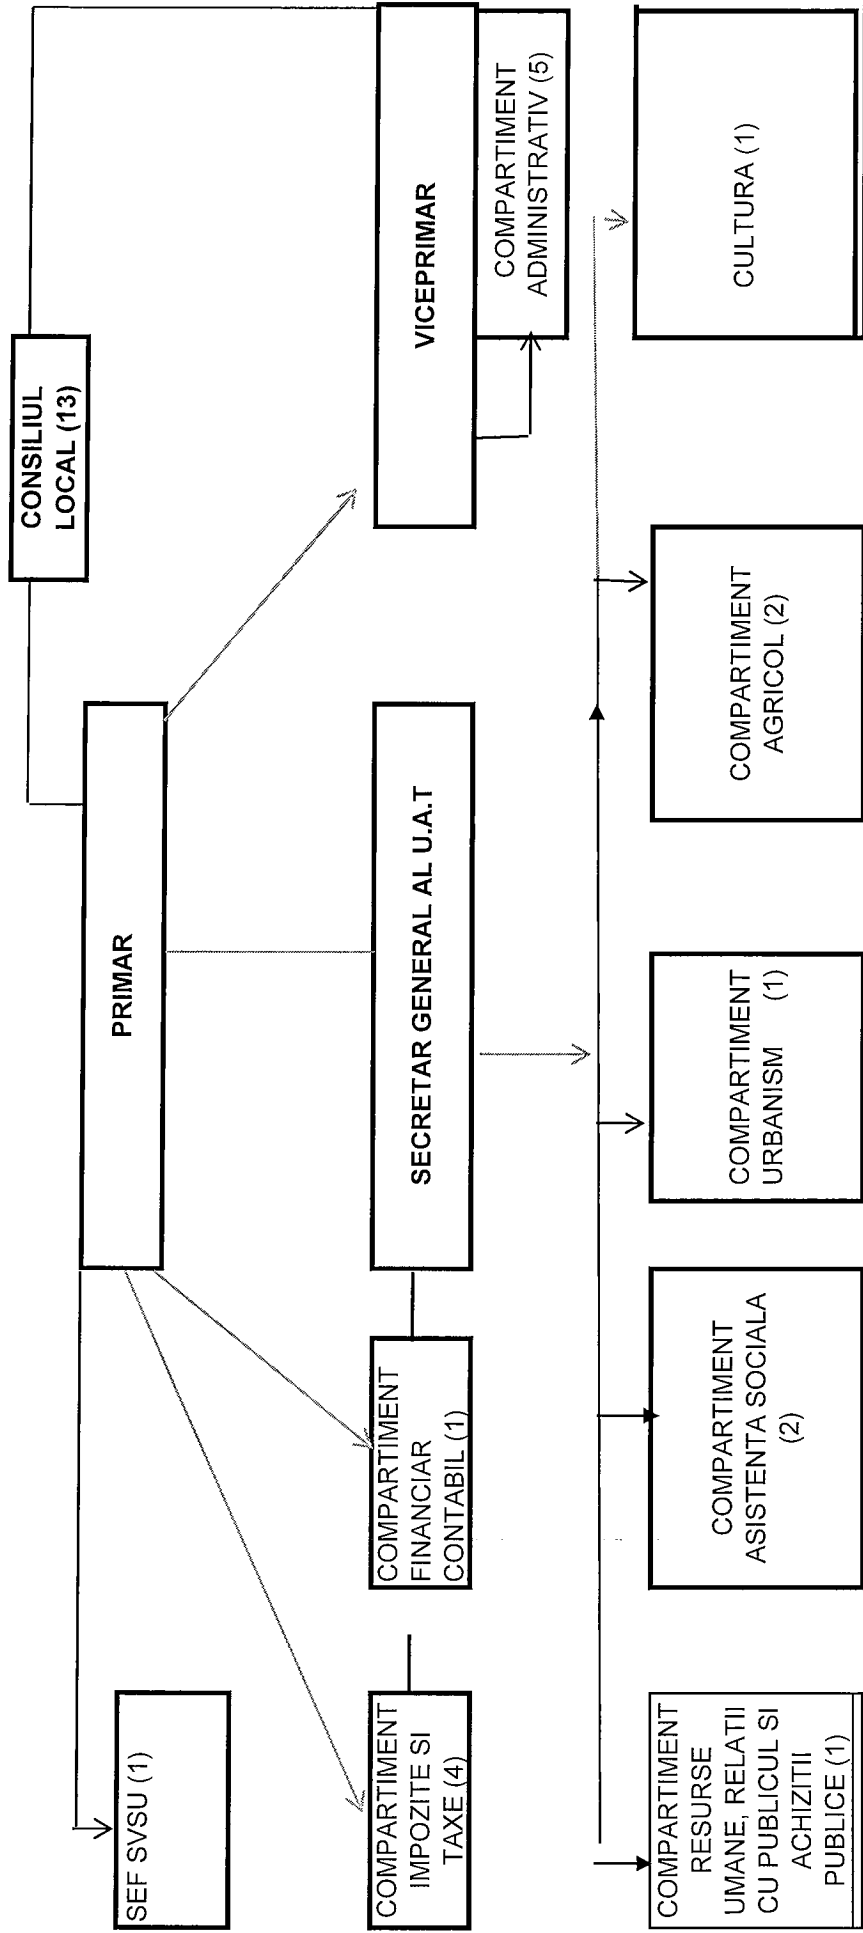 CONSILIUL
LOCAL (13)
PRIMAR
SEF SVSU (1)
COMPARTIMENT
IMPOZITE SI
TAXE (4)
COMPARTIMENT
FINANCIAR
CONTABIL (1)
SECRETAR GENERAL AL U.A.T
VICEPRIMAR
COMPARTIMENT
ADMINISTRATIV (5)
COMPARTIMENT
RESURSE
UMANE, RELATII
CU PUBLICUL SI
ACHIZITII
PUBLICE (1)
COMPARTIMENT
ASISTENTA SOCIALA
(2)
COMPARTIMENT
URBANISM (1)
COMPARTIMENT
AGRICOL (2)
CULTURA (1)